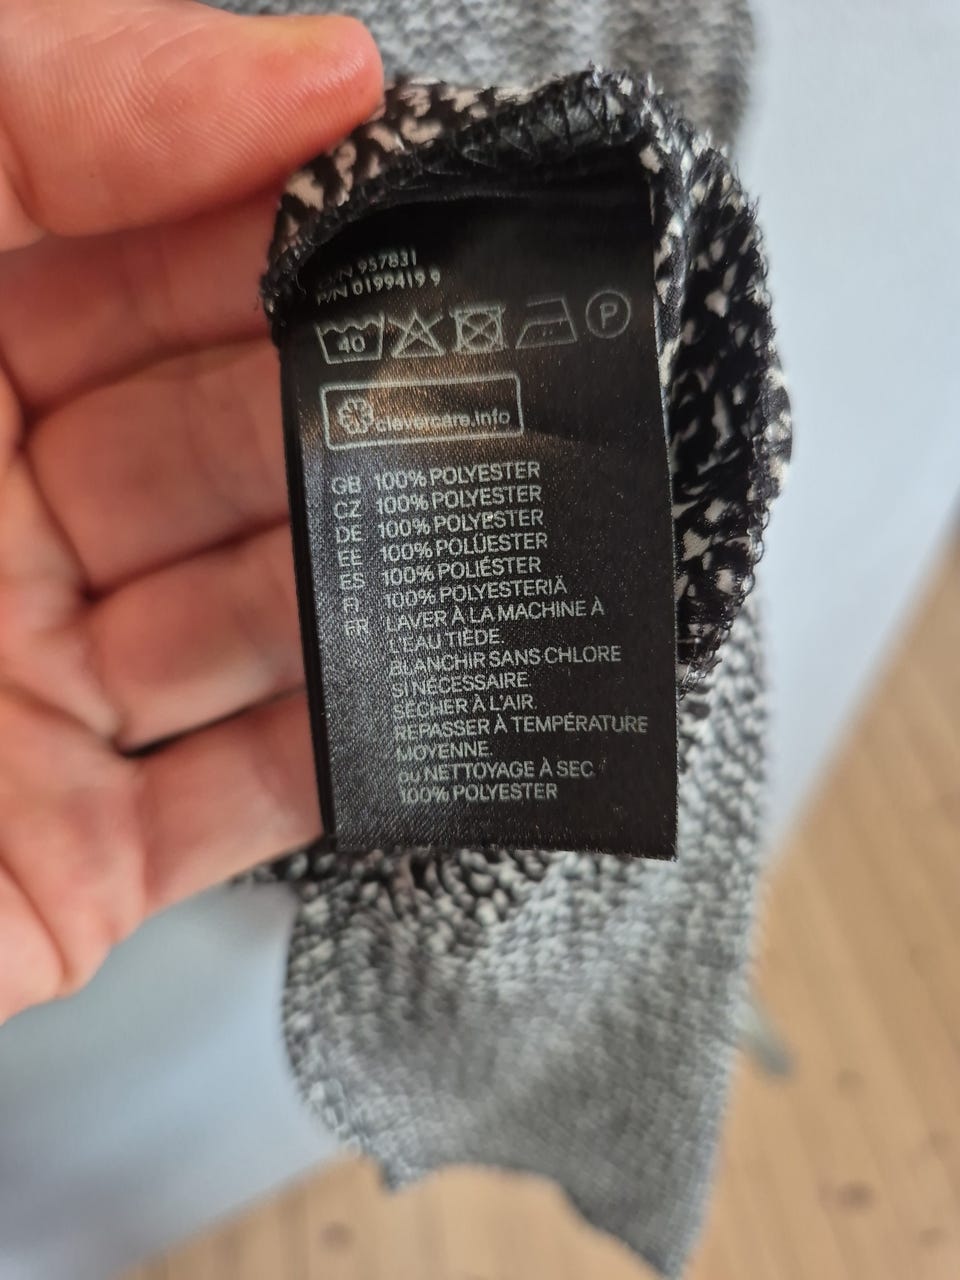 O/N 957831
P/N 0199419 9
40
P
clevercare.info
GB 100% POLYESTER
CZ 100% POLYESTER
DE 100% POLYESTER
EE 100% POLÜESTER
ES 100% POLIÉSTER
FI 100% POLYESTERIÄ
FR LAVER À LA MACHINE À
L'EAU TIÈDE.
BLANCHIR SANS CHLORE
SI NÉCESSAIRE.
SÉCHER À L'AIR.
REPASSER À TEMPÉRATURE
MOYENNE.
ou NETTOYAGE À SEC
100% POLYESTER